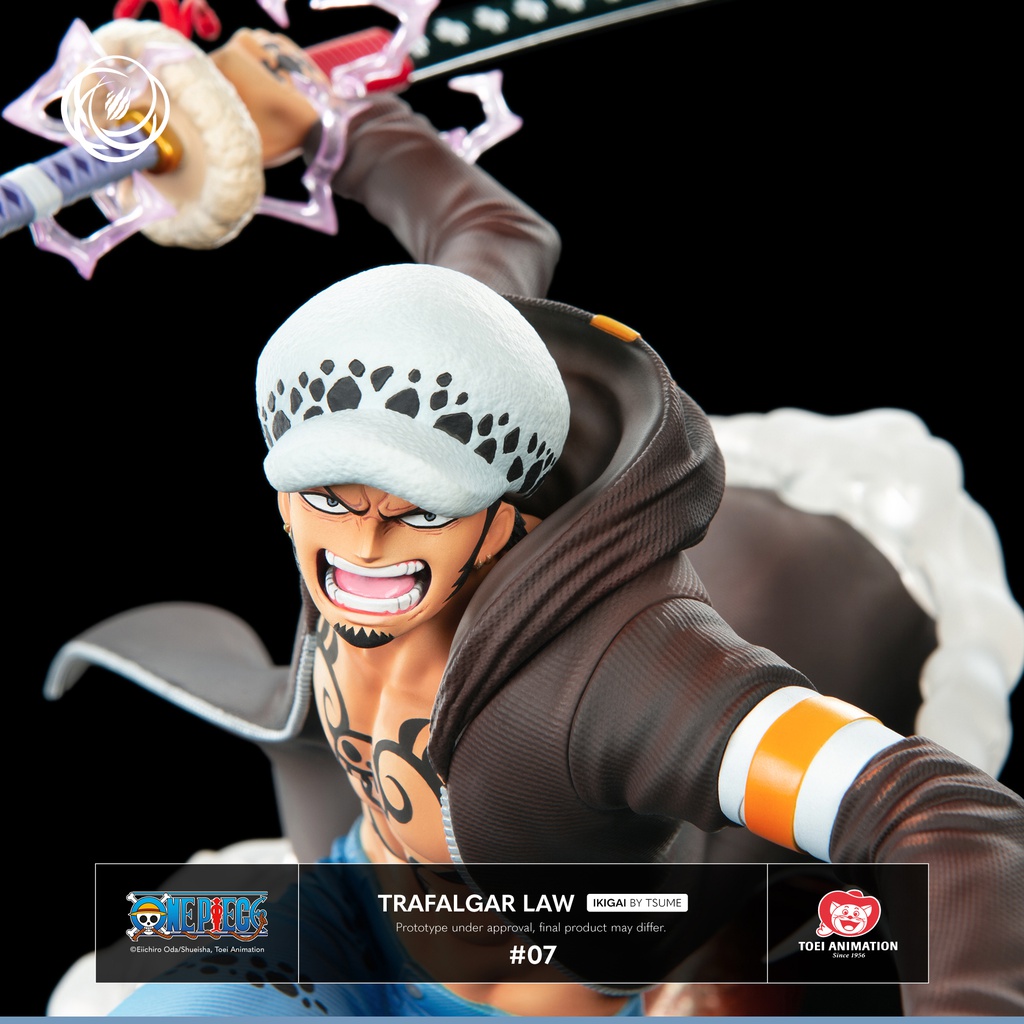 ONE PIECE
©Eiichiro Oda/Shueisha, Toei Animation
TRAFALGAR LAW IKIGAI BY TSUME
Prototype under approval, final product may differ.
#07
TOEI ANIMATION
Since 1956